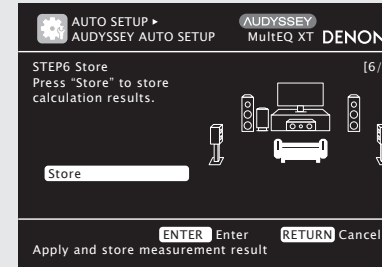 AUTO SETUP ▸
AUDYSSEY AUTO SETUP
AUDYSSEY
MultEQ XT DENON
STEP6 Store [6/
Press “Store” to store
calculation results.
Store
ENTER Enter RETURN Cancel
Apply and store measurement result